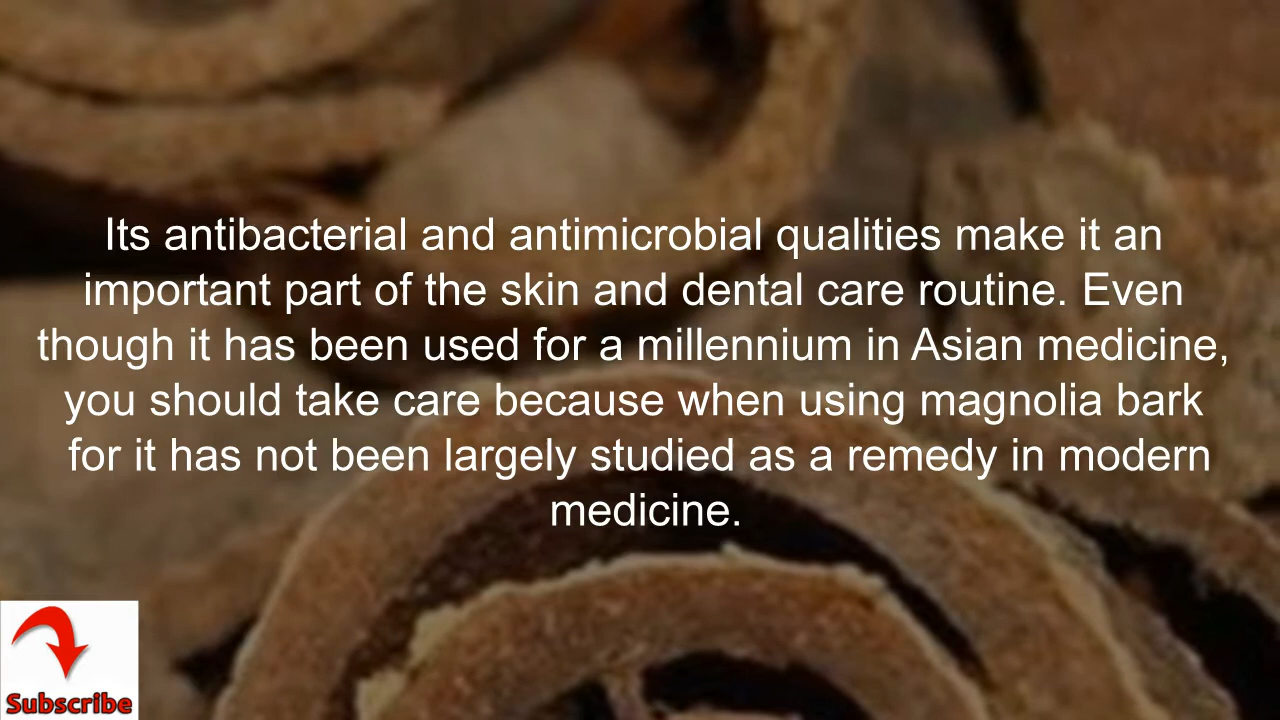 Its antibacterial and antimicrobial qualities make it an
important part of the skin and dental care routine. Even
though it has been used for a millennium in Asian medicine,
you should take care because when using magnolia bark
for it has not been largely studied as a remedy in modern
medicine.
Subscribe